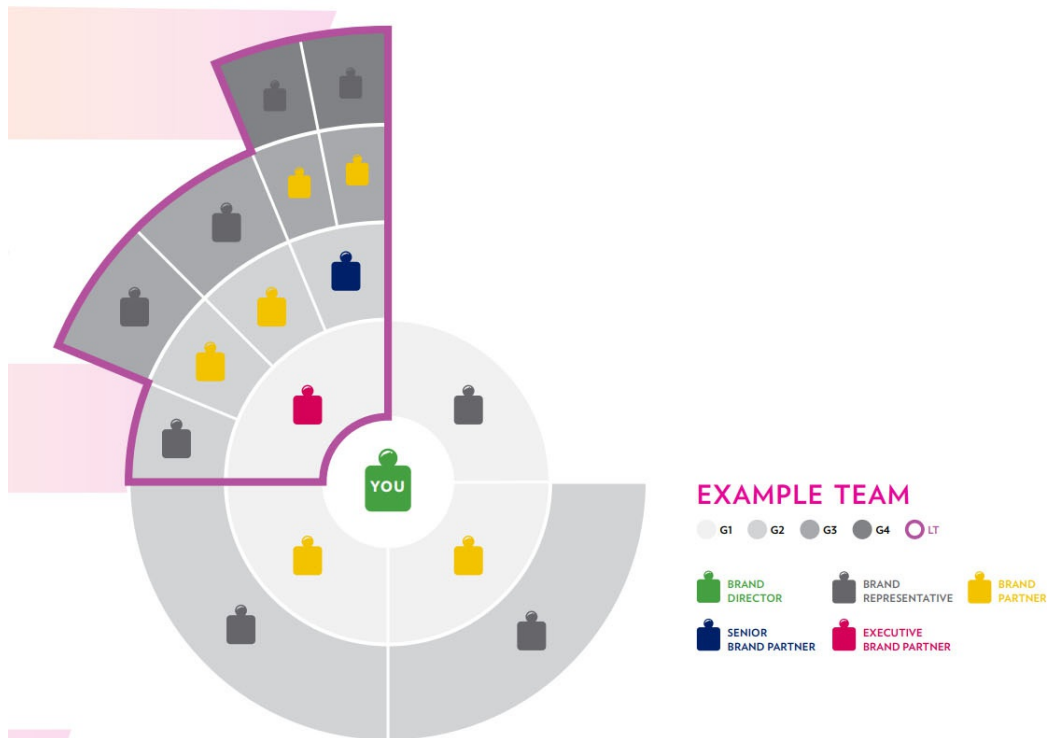 YOU
EXAMPLE TEAM
G1 G2 G3 G4 LT
BRAND
DIRECTOR
BRAND
REPRESENTATIVE
BRAND
PARTNER
SENIOR
BRAND PARTNER
EXECUTIVE
BRAND PARTNER